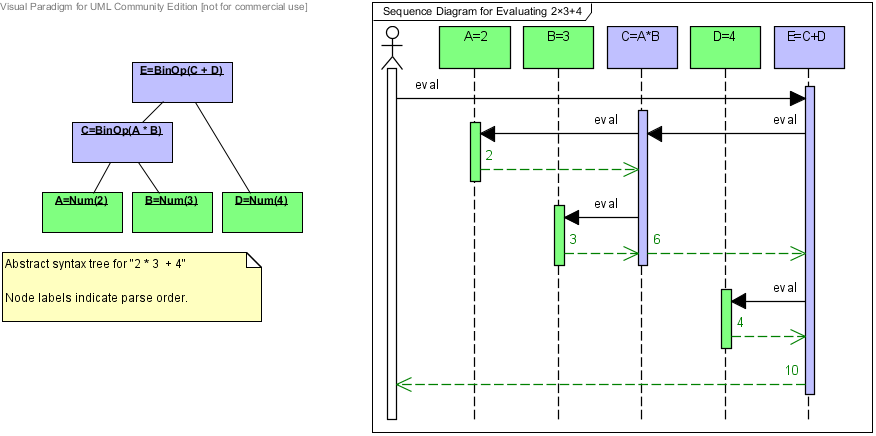 Visual Paradigm for UML Community Edition [not for commercial use]
E=BinOp(C + D)
C=BinOp(A * B)
A=Num(2)
B=Num(3)
D=Num(4)
Abstract syntax tree for "2 * 3  + 4"
Node labels indicate parse order.
Sequence Diagram for Evaluating 2×3+4
A=2
B=3
C=A*B
D=4
E=C+D
eval
eval
eval
2
eval
3
6
eval
4
10